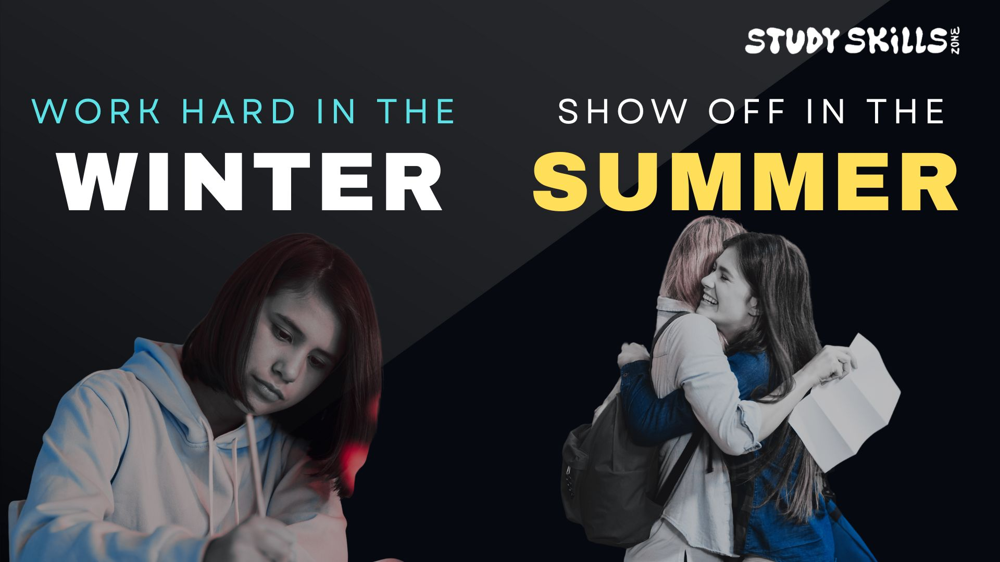 STUDY SKiLLS ZONE
WORK HARD IN THE
WINTER
SHOW OFF IN THE
SUMMER